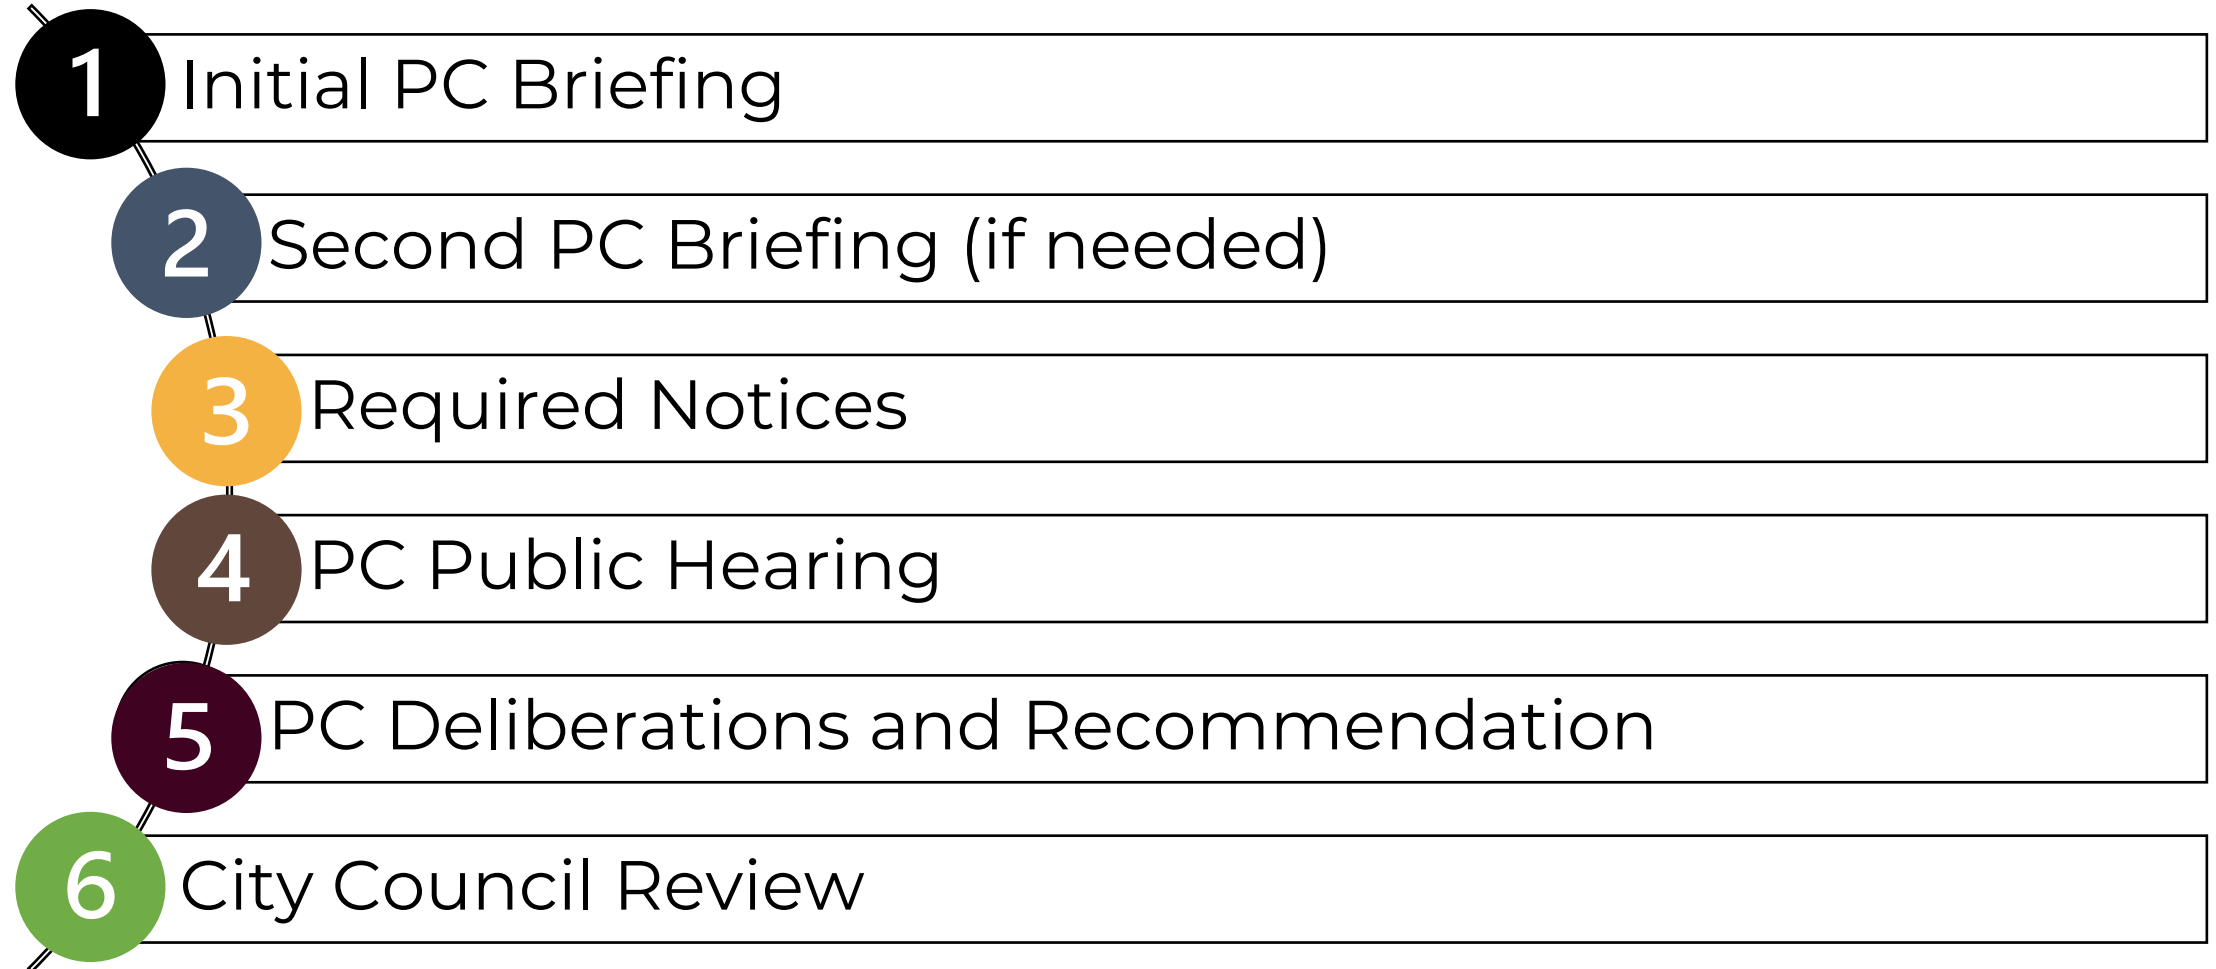 1 Initial PC Briefing
2 Second PC Briefing (if needed)
3 Required Notices
4 PC Public Hearing
5 PC Deliberations and Recommendation
6 City Council Review